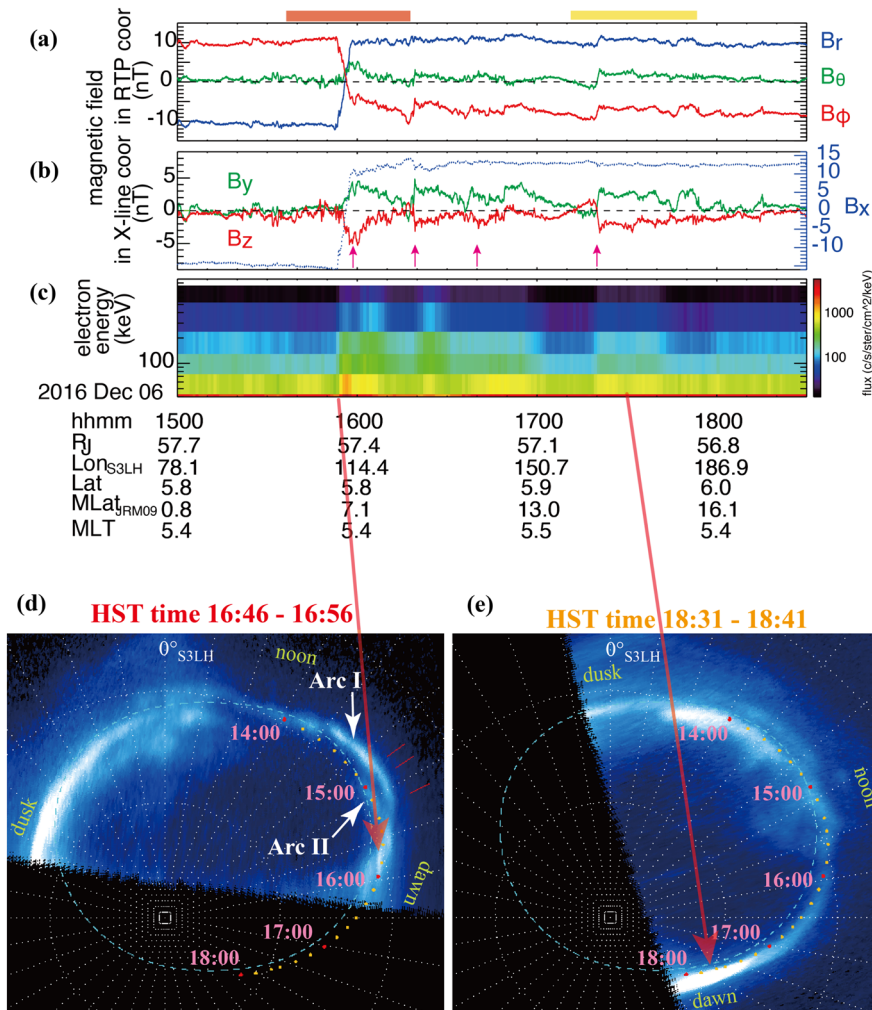 (a)
magnetic field
in RTP coor
(nT)
10
0
-10
Br
Bθ
Bϕ
(b)
in X-line coor
(nT)
5
0
-5
By
Bz
15
10
5
0
-5
-10
Bx
(c)
electron
energy
(keV)
100
1000
100
flux (c/s/ster/cm^2/keV)
2016 Dec 06
hhmm 1500 1600 1700 1800
RJ 57.7 57.4 57.1 56.8
LonS3LH 78.1 114.4 150.7 186.9
Lat 5.8 5.8 5.9 6.0
MLatJRM09 0.8 7.1 13.0 16.1
MLT 5.4 5.4 5.5 5.4
(d)
HST time 16:46 - 16:56
0°S3LH
noon
Arc I
14:00
15:00
Arc II
dusk
16:00
dawn
17:00
18:00
(e)
HST time 18:31 - 18:41
0°S3LH
dusk
14:00
noon
15:00
16:00
17:00
18:00
dawn